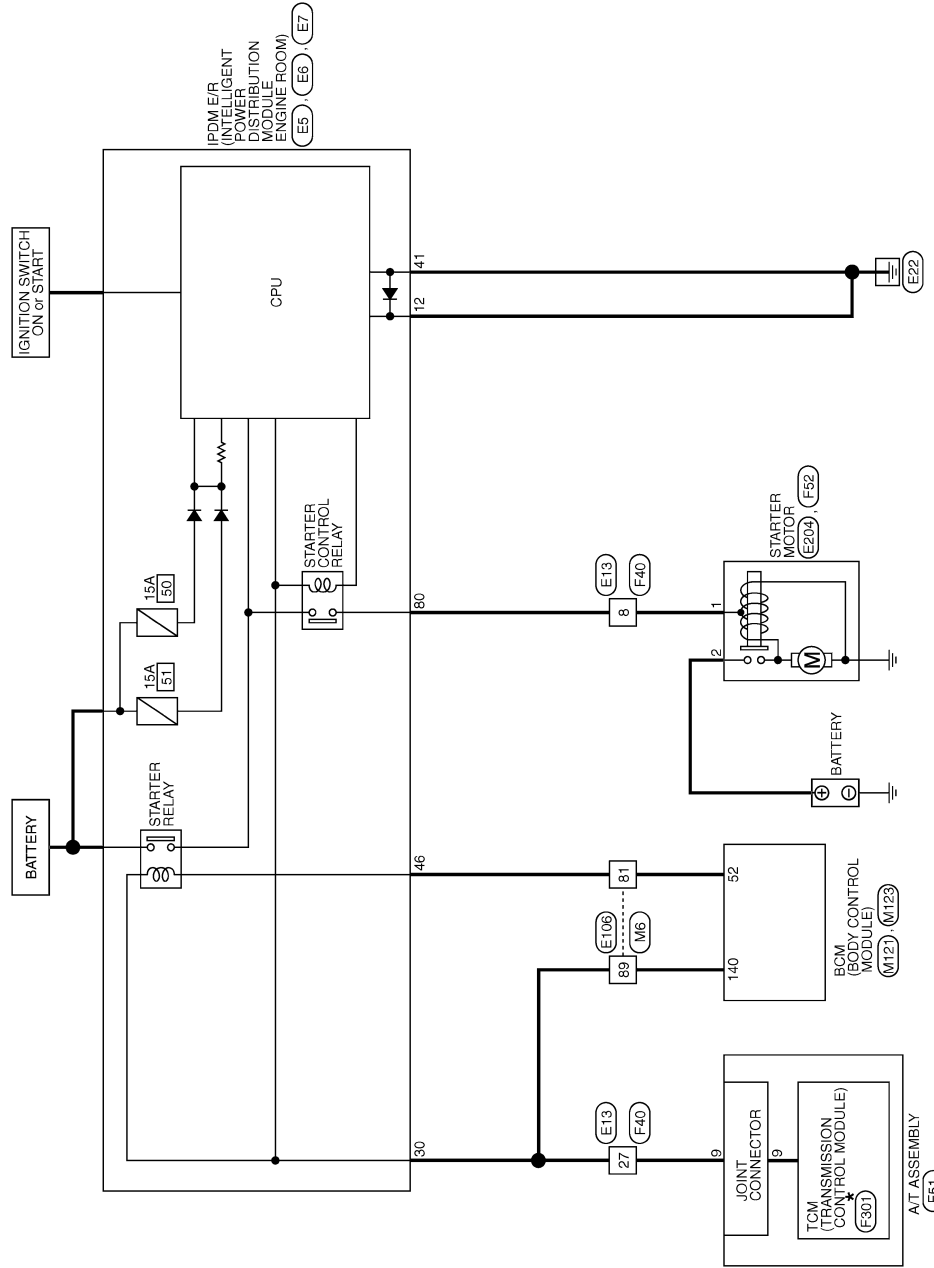 IGNITION SWITCH
ON or START
BATTERY
IPDM E/R
(INTELLIGENT
POWER
DISTRIBUTION
MODULE
ENGINE ROOM)
E5 , E6 , E7
CPU
15A
50
15A
51
STARTER
RELAY
STARTER
CONTROL
RELAY
41
12
80
46
30
E22
8
E13
F40
81
E106
M6
89
27
E13
F40
STARTER
MOTOR
E204 , F52
1
2
M
BATTERY
+
−
52
140
BCM
(BODY CONTROL
MODULE)
M121 , M123
9
JOINT
CONNECTOR
9
TCM
(TRANSMISSION
CONTROL MODULE)
*
F301
A/T ASSEMBLY